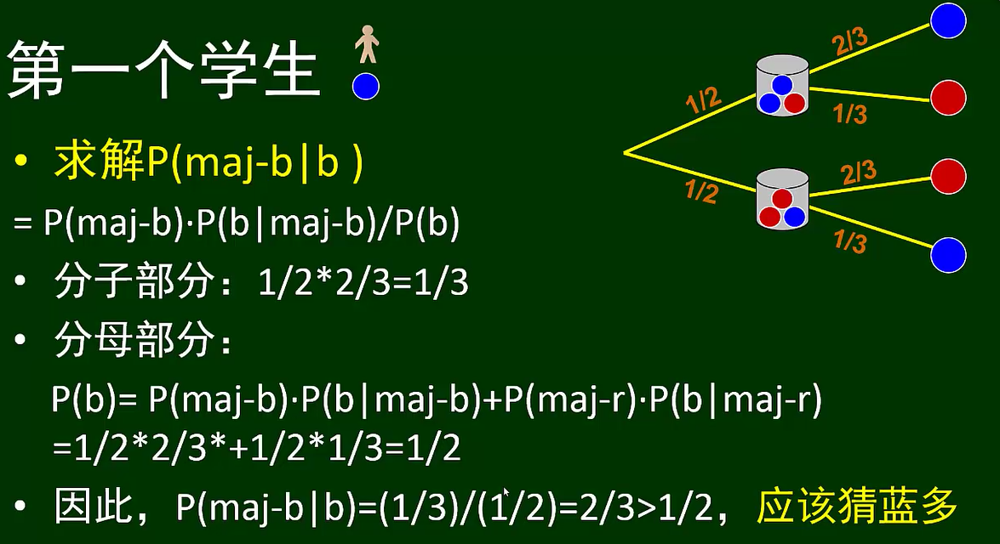 第一个学生
• 求解P(maj-b|b )
= P(maj-b)·P(b|maj-b)/P(b)
• 分子部分：1/2*2/3=1/3
• 分母部分：
P(b)= P(maj-b)·P(b|maj-b)+P(maj-r)·P(b|maj-r)
=1/2*2/3*+1/2*1/3=1/2
• 因此，P(maj-b|b)=(1/3)/(1/2)=2/3>1/2，应该猜蓝多
1/2
2/3
1/3
1/2
2/3
1/3